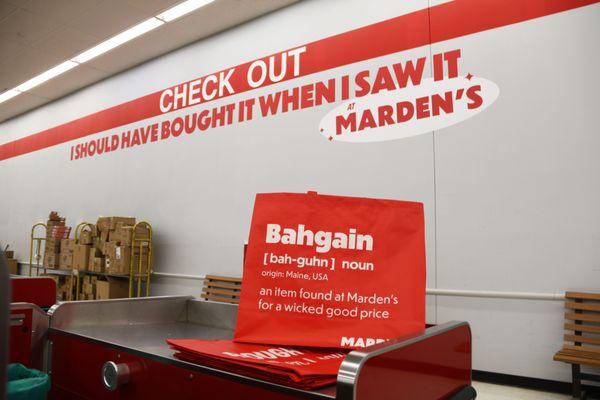 CHECK OUT
I SHOULD HAVE BOUGHT IT WHEN I SAW IT
AT
MARDEN'S
Bahgain
[ bah-guhn ] noun
origin: Maine, USA
an item found at Marden's
for a wicked good price